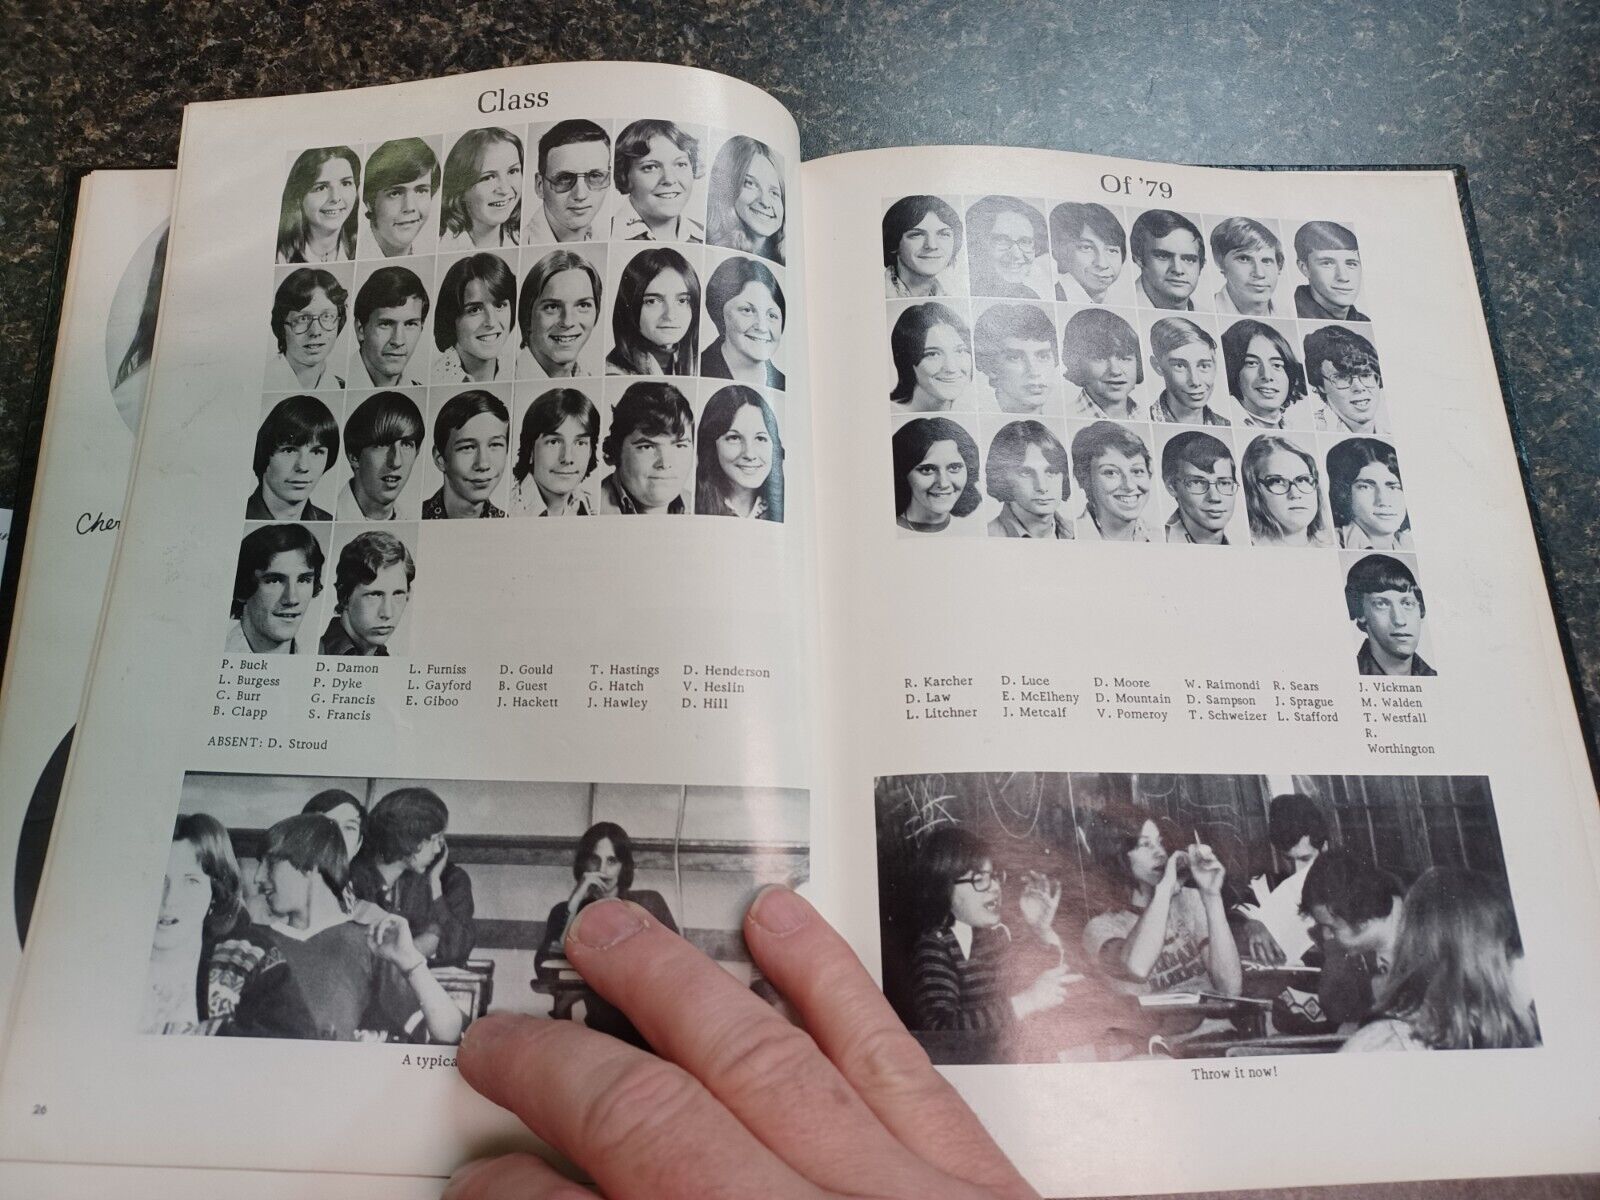 Class
P. Buck D. Damon L. Furniss D. Gould T. Hastings D. Henderson
L. Burgess P. Dyke L. Gayford B. Guest G. Hatch V. Heslin
C. Burr G. Francis E. Giboo J. Hackett J. Hawley D. Hill
B. Clapp S. Francis
ABSENT: D. Stroud
A typica
26
Cher
Of '79
R. Karcher D. Luce D. Moore W. Raimondi R. Sears J. Vickman
D. Law E. McElheny D. Mountain D. Sampson J. Sprague M. Walden
L. Litchner J. Metcalf V. Pomeroy T. Schweizer L. Stafford T. Westfall
R.
Worthington
Throw it now!